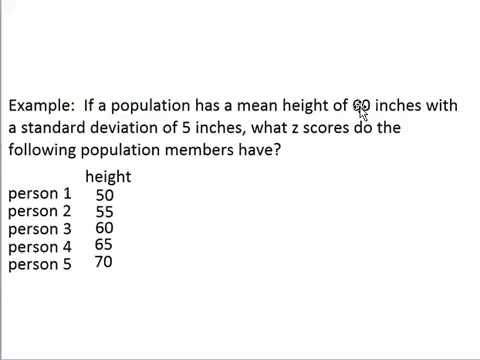 Example: If a population has a mean height of 60 inches with
a standard deviation of 5 inches, what z scores do the
following population members have?
height
person 1 50
person 2 55
person 3 60
person 4 65
person 5 70